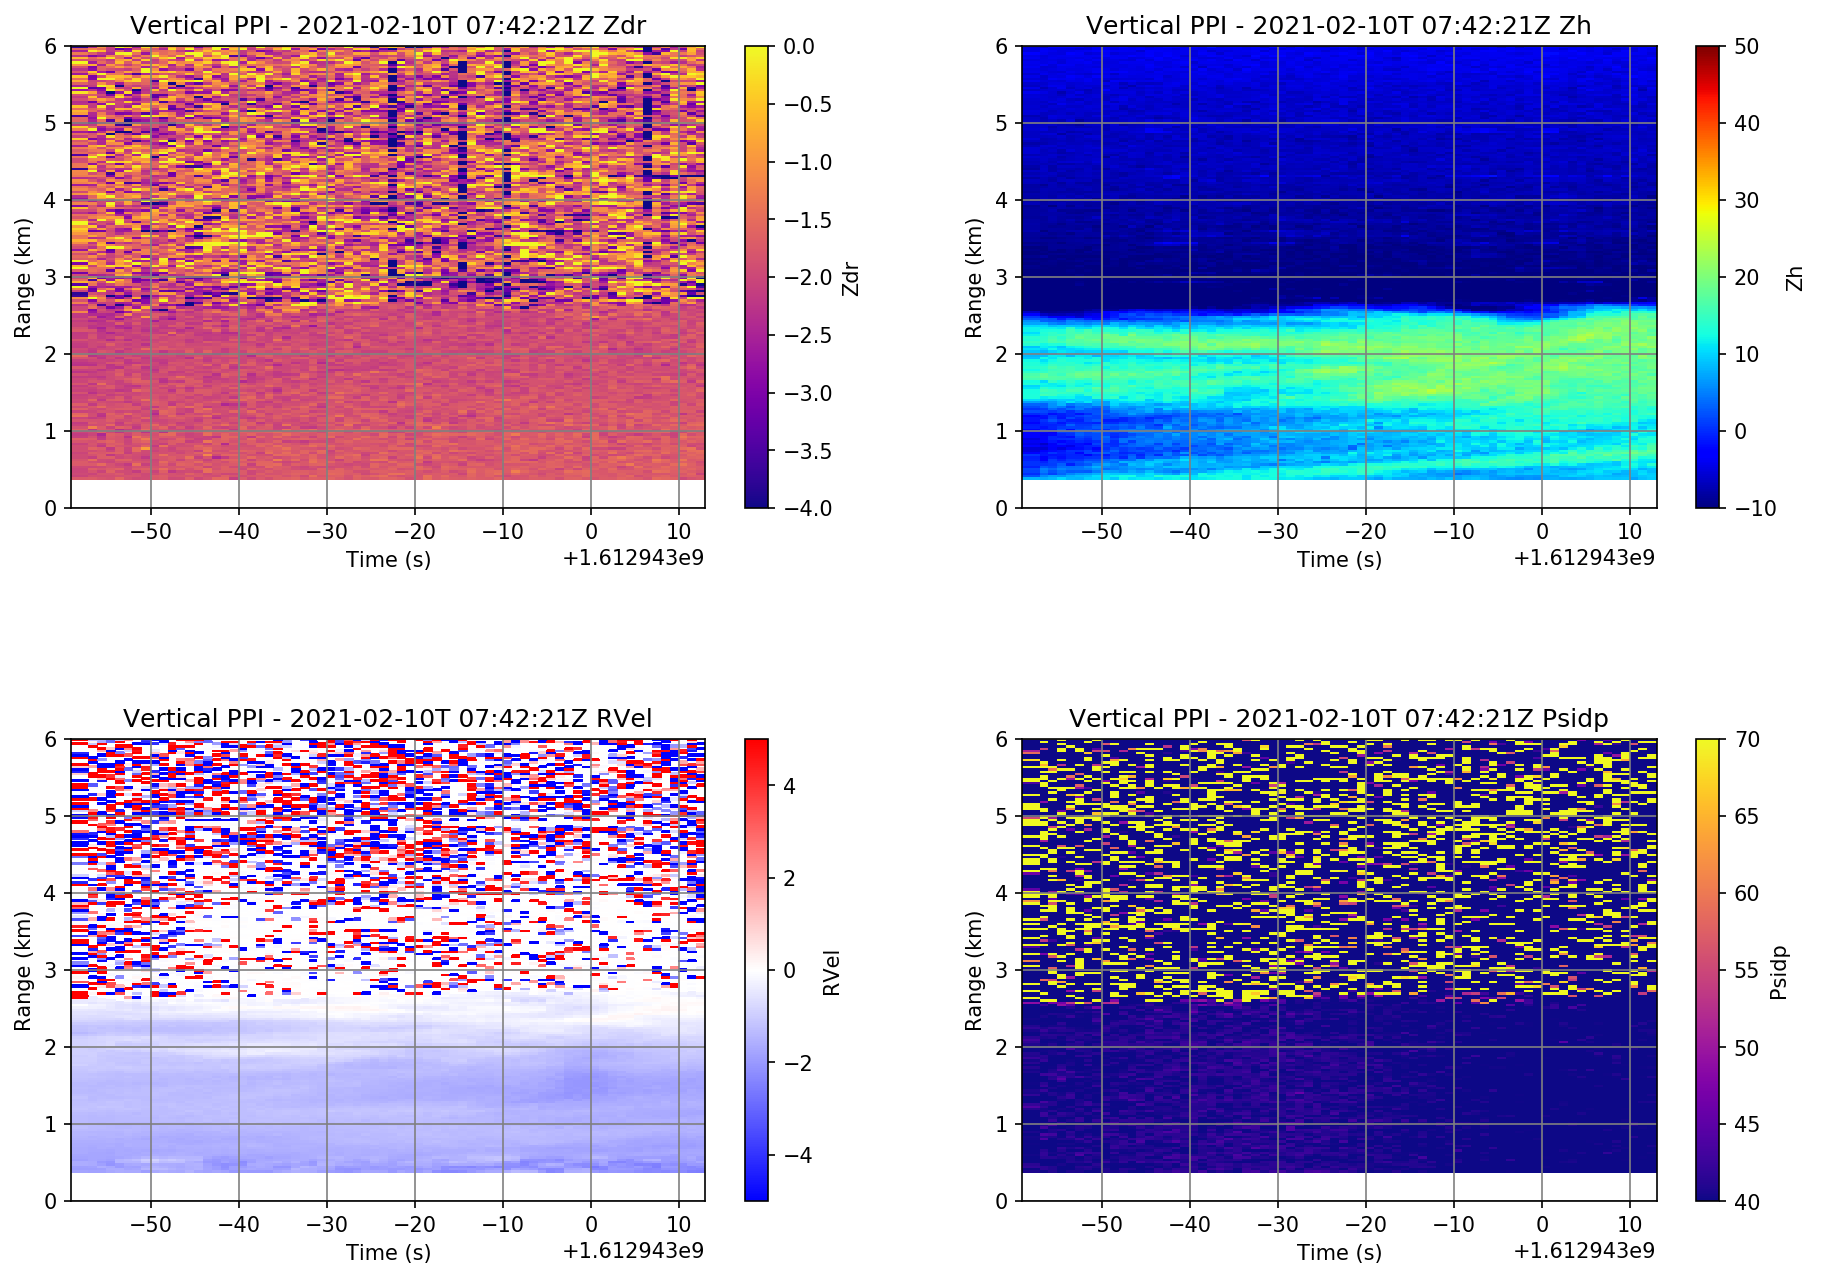 Vertical PPI - 2021-02-10T 07:42:21Z Zdr
6
5
4
3
2
1
0
Range (km)
−50 −40 −30 −20 −10 0 10
Time (s)
+1.612943e9
0.0
−0.5
−1.0
−1.5
−2.0
−2.5
−3.0
−3.5
−4.0
Zdr
Vertical PPI - 2021-02-10T 07:42:21Z Zh
6
5
4
3
2
1
0
Range (km)
−50 −40 −30 −20 −10 0 10
Time (s)
+1.612943e9
50
40
30
20
10
0
−10
Zh
Vertical PPI - 2021-02-10T 07:42:21Z RVel
6
5
4
3
2
1
0
Range (km)
−50 −40 −30 −20 −10 0 10
Time (s)
+1.612943e9
4
2
0
−2
−4
RVel
Vertical PPI - 2021-02-10T 07:42:21Z Psidp
6
5
4
3
2
1
0
Range (km)
−50 −40 −30 −20 −10 0 10
Time (s)
+1.612943e9
70
65
60
55
50
45
40
Psidp